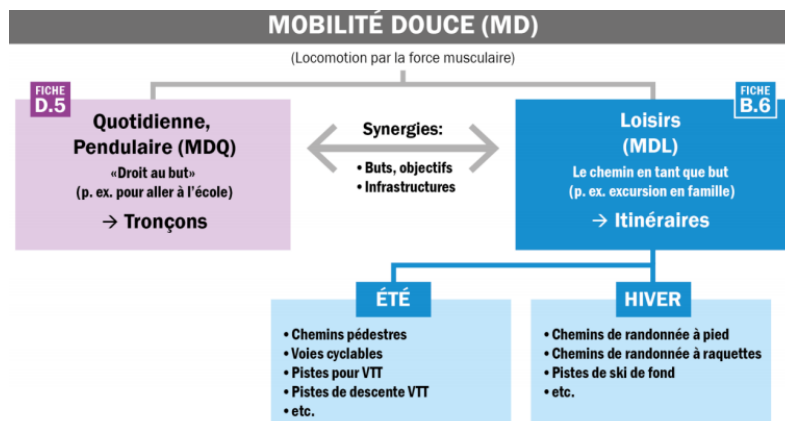 MOBILITÉ DOUCE (MD)
(Locomotion par la force musculaire)
FICHE
D.5
Quotidienne,
Pendulaire (MDQ)
«Droit au but»
(p. ex. pour aller à l'école)
→ Tronçons
Synergies:
• Buts, objectifs
• Infrastructures
FICHE
B.6
Loisirs
(MDL)
Le chemin en tant que but
(p. ex. excursion en famille)
→ Itinéraires
ÉTÉ
• Chemins pédestres
• Voies cyclables
• Pistes pour VTT
• Pistes de descente VTT
• etc.
HIVER
• Chemins de randonnée à pied
• Chemins de randonnée à raquettes
• Pistes de ski de fond
• etc.